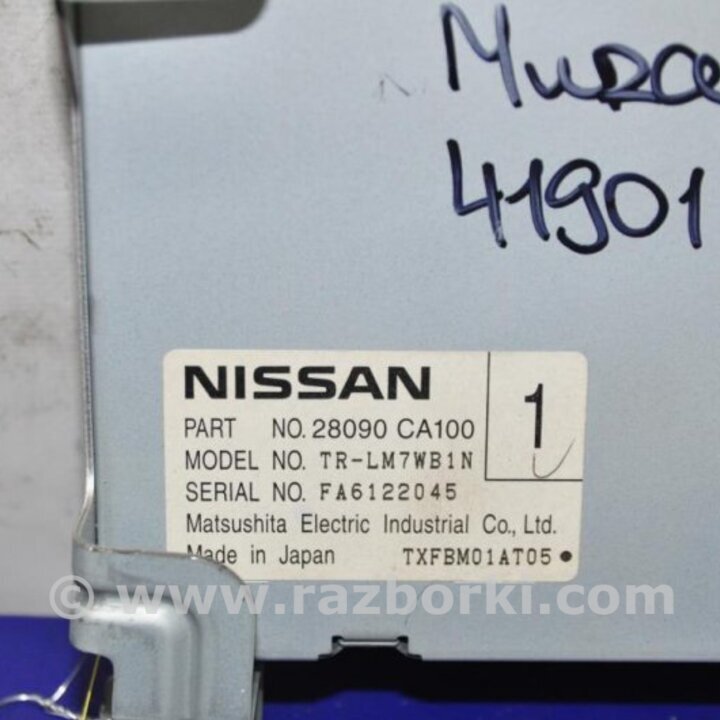 41901
NISSAN
1
PART NO. 28090 CA100
MODEL NO. TR-LM7WB1N
SERIAL NO. FA6122045
Matsushita Electric Industrial Co., Ltd.
Made in Japan TXFBM01AT05
© www.razborki.com